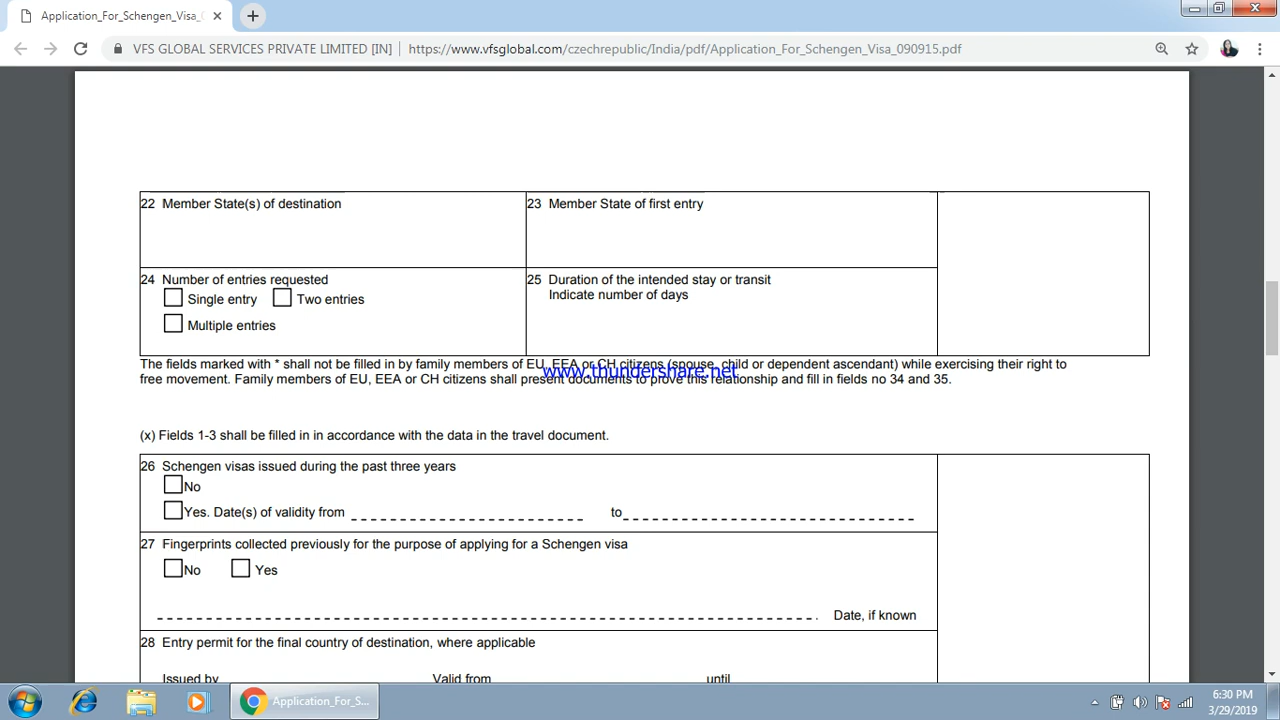 Application_For_Schengen_Visa_
VFS GLOBAL SERVICES PRIVATE LIMITED [IN] https://www.vfsglobal.com/czechrepublic/India/pdf/Application_For_Schengen_Visa_090915.pdf
22 Member State(s) of destination
23 Member State of first entry
24 Number of entries requested
Single entry Two entries
Multiple entries
25 Duration of the intended stay or transit
Indicate number of days
The fields marked with * shall not be filled in by family members of EU, EEA or CH citizens (spouse, child or dependent ascendant) while exercising their right to
free movement. Family members of EU, EEA or CH citizens shall present documents to prove this relationship and fill in fields no 34 and 35.
www.thundershare.net
(x) Fields 1-3 shall be filled in in accordance with the data in the travel document.
26 Schengen visas issued during the past three years
No
Yes. Date(s) of validity from to
27 Fingerprints collected previously for the purpose of applying for a Schengen visa
No Yes
Date, if known
28 Entry permit for the final country of destination, where applicable
Issued by Valid from until
Application_For_S...
6:30 PM
3/29/2019